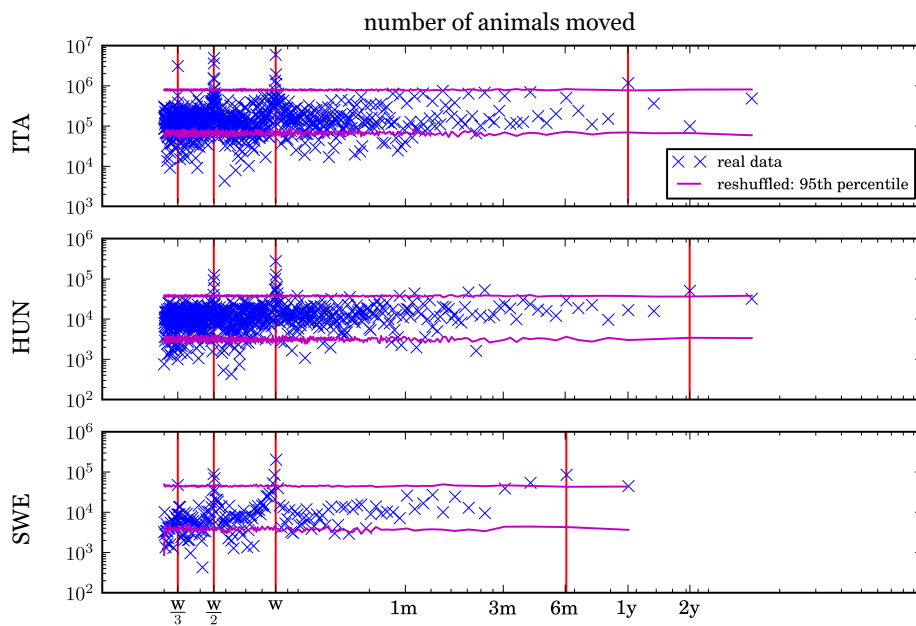 number of animals moved
ITA
10^7
10^6
10^5
10^4
10^3
real data
reshuffled: 95th percentile
HUN
10^6
10^5
10^4
10^3
10^2
SWE
10^6
10^5
10^4
10^3
10^2
w/3 w/2 w 1m 3m 6m 1y 2y